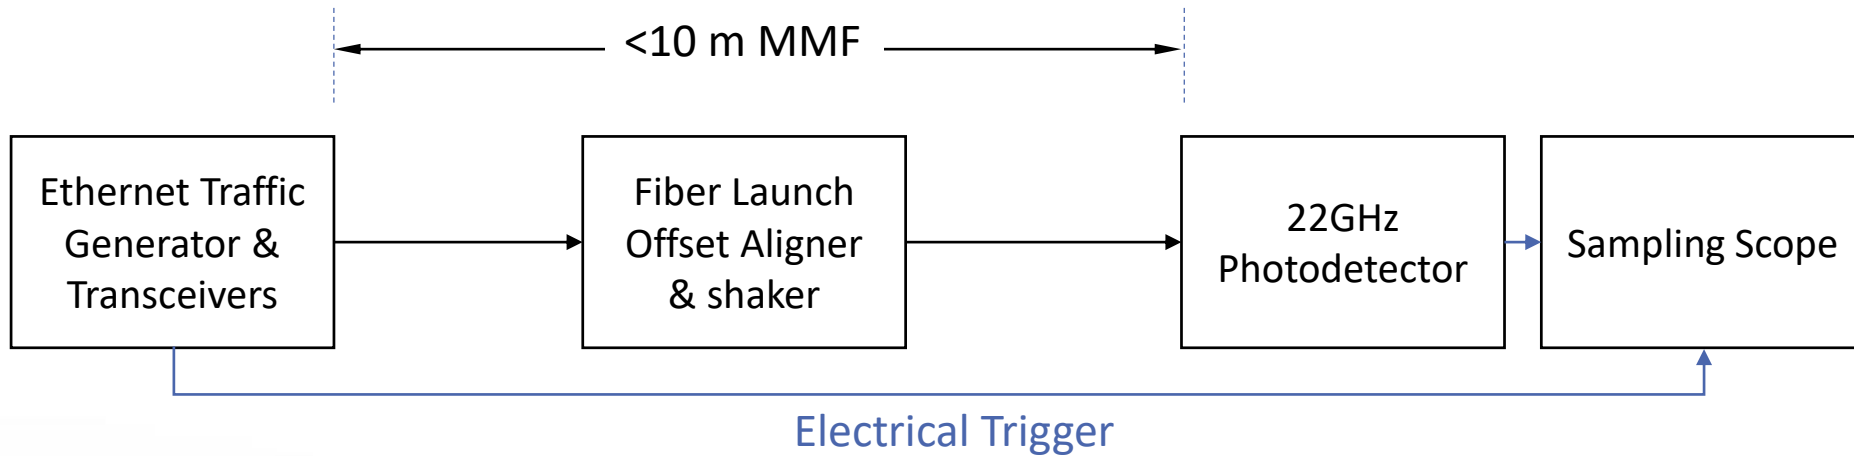 <10 m MMF
Ethernet Traffic
Generator &
Transceivers
Fiber Launch
Offset Aligner
& shaker
22GHz
Photodetector
Sampling Scope
Electrical Trigger